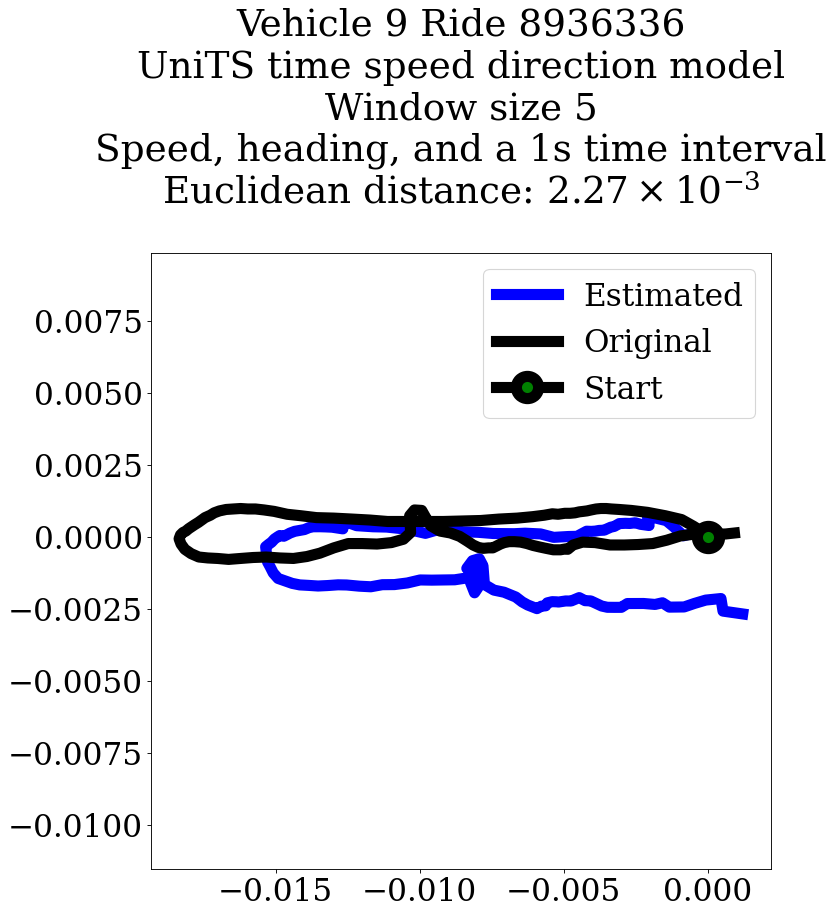 Vehicle 9 Ride 8936336
UniTS time speed direction model
Window size 5
Speed, heading, and a 1s time interval
Euclidean distance: 2.27 × 10⁻³
Estimated
Original
Start
0.0075
0.0050
0.0025
0.0000
−0.0025
−0.0050
−0.0075
−0.0100
−0.015 −0.010 −0.005 0.000